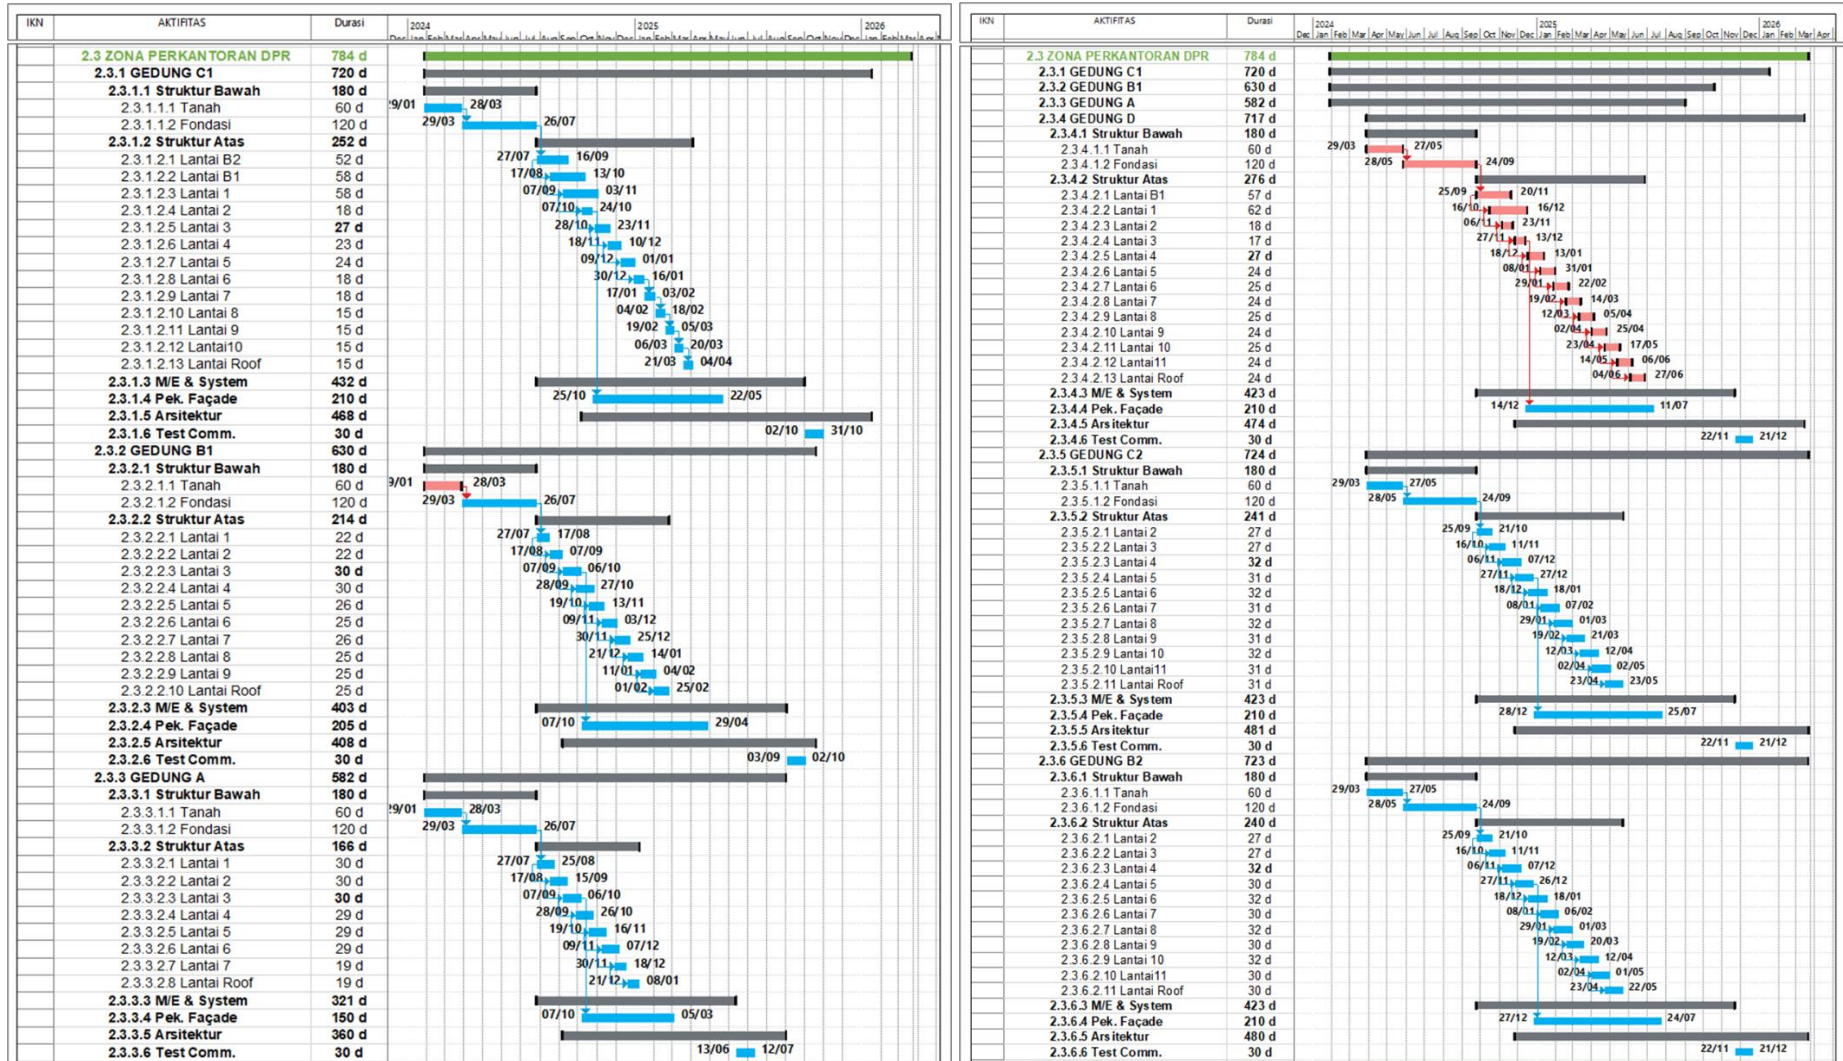 IKN AKTIFITAS Durasi 2024 2025 2026
2.3 ZONA PERKANTORAN DPR 784 d
2.3.1 GEDUNG C1 720 d
2.3.1.1 Struktur Bawah 180 d
2.3.1.1.1 Tanah 60 d 29/01 28/03
2.3.1.1.2 Fondasi 120 d 29/03 26/07
2.3.1.2 Struktur Atas 252 d
2.3.1.2.1 Lantai B2 52 d 27/07 16/09
2.3.1.2.2 Lantai B1 58 d 17/08 13/10
2.3.1.2.3 Lantai 1 58 d 07/09 03/11
2.3.1.2.4 Lantai 2 18 d 07/10 24/10
2.3.1.2.5 Lantai 3 27 d 28/10 23/11
2.3.1.2.6 Lantai 4 23 d 18/11 10/12
2.3.1.2.7 Lantai 5 24 d 09/12 01/01
2.3.1.2.8 Lantai 6 18 d 30/12 16/01
2.3.1.2.9 Lantai 7 18 d 17/01 03/02
2.3.1.2.10 Lantai 8 15 d 04/02 18/02
2.3.1.2.11 Lantai 9 15 d 19/02 05/03
2.3.1.2.12 Lantai10 15 d 06/03 20/03
2.3.1.2.13 Lantai Roof 15 d 21/03 04/04
2.3.1.3 M/E & System 432 d
2.3.1.4 Pek. Façade 210 d 25/10 22/05
2.3.1.5 Arsitektur 468 d
2.3.1.6 Test Comm. 30 d 02/10 31/10
2.3.2 GEDUNG B1 630 d
2.3.2.1 Struktur Bawah 180 d
2.3.2.1.1 Tanah 60 d 9/01 28/03
2.3.2.1.2 Fondasi 120 d 29/03 26/07
2.3.2.2 Struktur Atas 214 d
2.3.2.2.1 Lantai 1 22 d 27/07 17/08
2.3.2.2.2 Lantai 2 22 d 17/08 07/09
2.3.2.2.3 Lantai 3 30 d 07/09 06/10
2.3.2.2.4 Lantai 4 30 d 28/09 27/10
2.3.2.2.5 Lantai 5 26 d 19/10 13/11
2.3.2.2.6 Lantai 6 25 d 09/11 03/12
2.3.2.2.7 Lantai 7 26 d 30/11 25/12
2.3.2.2.8 Lantai 8 25 d 21/12 14/01
2.3.2.2.9 Lantai 9 25 d 11/01 04/02
2.3.2.2.10 Lantai Roof 25 d 01/02 25/02
2.3.2.3 M/E & System 403 d
2.3.2.4 Pek. Façade 205 d 07/10 29/04
2.3.2.5 Arsitektur 408 d
2.3.2.6 Test Comm. 30 d 03/09 02/10
2.3.3 GEDUNG A 582 d
2.3.3.1 Struktur Bawah 180 d
2.3.3.1.1 Tanah 60 d 29/01 28/03
2.3.3.1.2 Fondasi 120 d 29/03 26/07
2.3.3.2 Struktur Atas 166 d
2.3.3.2.1 Lantai 1 30 d 27/07 25/08
2.3.3.2.2 Lantai 2 30 d 17/08 15/09
2.3.3.2.3 Lantai 3 30 d 07/09 06/10
2.3.3.2.4 Lantai 4 29 d 28/09 26/10
2.3.3.2.5 Lantai 5 29 d 19/10 16/11
2.3.3.2.6 Lantai 6 29 d 09/11 07/12
2.3.3.2.7 Lantai 7 19 d 30/11 18/12
2.3.3.2.8 Lantai Roof 19 d 21/12 08/01
2.3.3.3 M/E & System 321 d
2.3.3.4 Pek. Façade 150 d 07/10 05/03
2.3.3.5 Arsitektur 360 d
2.3.3.6 Test Comm. 30 d 13/06 12/07
IKN AKTIFITAS Durasi 2024 2025 2026
Dec Jan Feb Mar Apr May Jun Jul Aug Sep Oct Nov Dec Jan Feb Mar Apr May Jun Jul Aug Sep Oct Nov Dec Jan Feb Mar Apr
2.3 ZONA PERKANTORAN DPR 784 d
2.3.1 GEDUNG C1 720 d
2.3.2 GEDUNG B1 630 d
2.3.3 GEDUNG A 582 d
2.3.4 GEDUNG D 717 d
2.3.4.1 Struktur Bawah 180 d
2.3.4.1.1 Tanah 60 d 29/03 27/05
2.3.4.1.2 Fondasi 120 d 28/05 24/09
2.3.4.2 Struktur Atas 276 d
2.3.4.2.1 Lantai B1 57 d 25/09 20/11
2.3.4.2.2 Lantai 1 62 d 16/10 16/12
2.3.4.2.3 Lantai 2 18 d 06/11 23/11
2.3.4.2.4 Lantai 3 17 d 27/11 13/12
2.3.4.2.5 Lantai 4 27 d 18/12 13/01
2.3.4.2.6 Lantai 5 24 d 08/01 31/01
2.3.4.2.7 Lantai 6 25 d 29/01 22/02
2.3.4.2.8 Lantai 7 24 d 19/02 14/03
2.3.4.2.9 Lantai 8 25 d 12/03 05/04
2.3.4.2.10 Lantai 9 24 d 02/04 25/04
2.3.4.2.11 Lantai 10 25 d 23/04 17/05
2.3.4.2.12 Lantai11 24 d 14/05 06/06
2.3.4.2.13 Lantai Roof 24 d 04/06 27/06
2.3.4.3 M/E & System 423 d
2.3.4.4 Pek. Façade 210 d 14/12 11/07
2.3.4.5 Arsitektur 474 d
2.3.4.6 Test Comm. 30 d 22/11 21/12
2.3.5 GEDUNG C2 724 d
2.3.5.1 Struktur Bawah 180 d
2.3.5.1.1 Tanah 60 d 29/03 27/05
2.3.5.1.2 Fondasi 120 d 28/05 24/09
2.3.5.2 Struktur Atas 241 d
2.3.5.2.1 Lantai 2 27 d 25/09 21/10
2.3.5.2.2 Lantai 3 27 d 16/10 11/11
2.3.5.2.3 Lantai 4 32 d 06/11 07/12
2.3.5.2.4 Lantai 5 31 d 27/11 27/12
2.3.5.2.5 Lantai 6 32 d 18/12 18/01
2.3.5.2.6 Lantai 7 31 d 08/01 07/02
2.3.5.2.7 Lantai 8 32 d 29/01 01/03
2.3.5.2.8 Lantai 9 31 d 19/02 21/03
2.3.5.2.9 Lantai 10 32 d 12/03 12/04
2.3.5.2.10 Lantai11 31 d 02/04 02/05
2.3.5.2.11 Lantai Roof 31 d 23/04 23/05
2.3.5.3 M/E & System 423 d
2.3.5.4 Pek. Façade 210 d 28/12 25/07
2.3.5.5 Arsitektur 481 d
2.3.5.6 Test Comm. 30 d 22/11 21/12
2.3.6 GEDUNG B2 723 d
2.3.6.1 Struktur Bawah 180 d
2.3.6.1.1 Tanah 60 d 29/03 27/05
2.3.6.1.2 Fondasi 120 d 28/05 24/09
2.3.6.2 Struktur Atas 240 d
2.3.6.2.1 Lantai 2 27 d 25/09 21/10
2.3.6.2.2 Lantai 3 27 d 16/10 11/11
2.3.6.2.3 Lantai 4 32 d 06/11 07/12
2.3.6.2.4 Lantai 5 30 d 27/11 26/12
2.3.6.2.5 Lantai 6 32 d 18/12 18/01
2.3.6.2.6 Lantai 7 30 d 08/01 06/02
2.3.6.2.7 Lantai 8 32 d 29/01 01/03
2.3.6.2.8 Lantai 9 30 d 19/02 20/03
2.3.6.2.9 Lantai 10 32 d 12/03 12/04
2.3.6.2.10 Lantai11 30 d 02/04 01/05
2.3.6.2.11 Lantai Roof 30 d 23/04 22/05
2.3.6.3 M/E & System 423 d
2.3.6.4 Pek. Façade 210 d 27/12 24/07
2.3.6.5 Arsitektur 480 d
2.3.6.6 Test Comm. 30 d 22/11 21/12